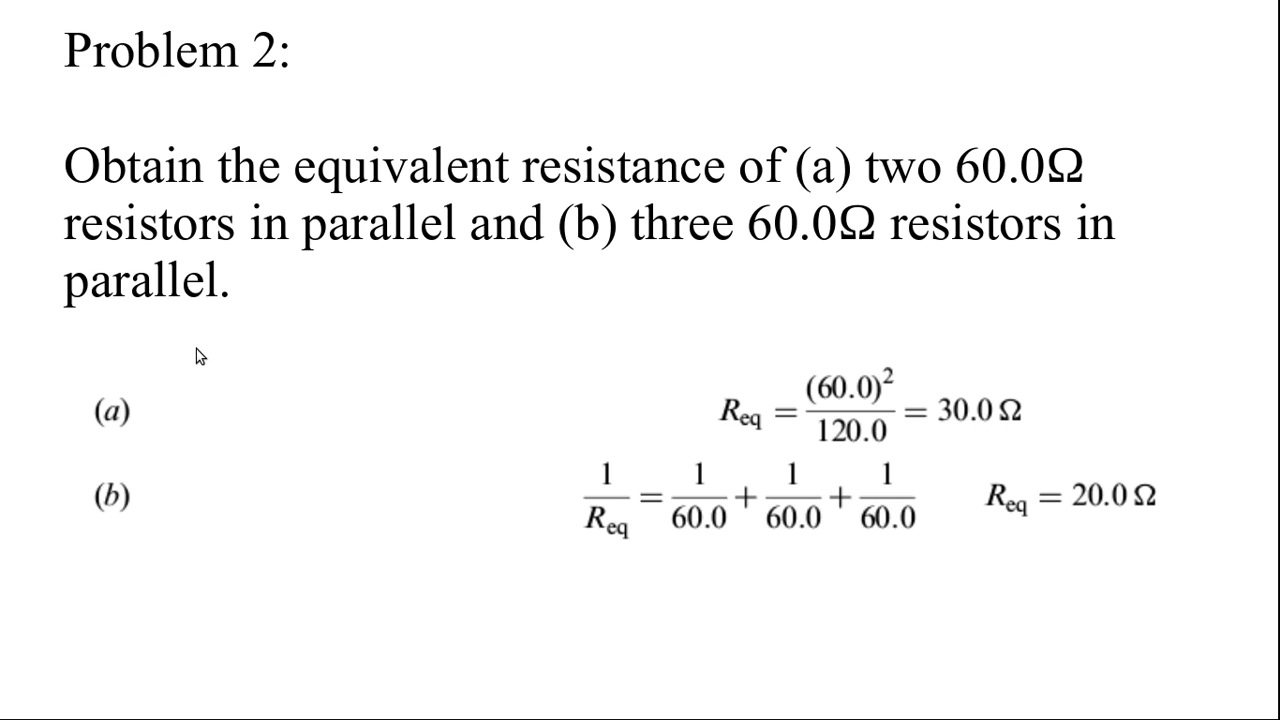 Problem 2:
Obtain the equivalent resistance of (a) two 60.0Ω
resistors in parallel and (b) three 60.0Ω resistors in
parallel.
(a) R_eq = (60.0)² / 120.0 = 30.0 Ω
(b) 1/R_eq = 1/60.0 + 1/60.0 + 1/60.0 R_eq = 20.0 Ω